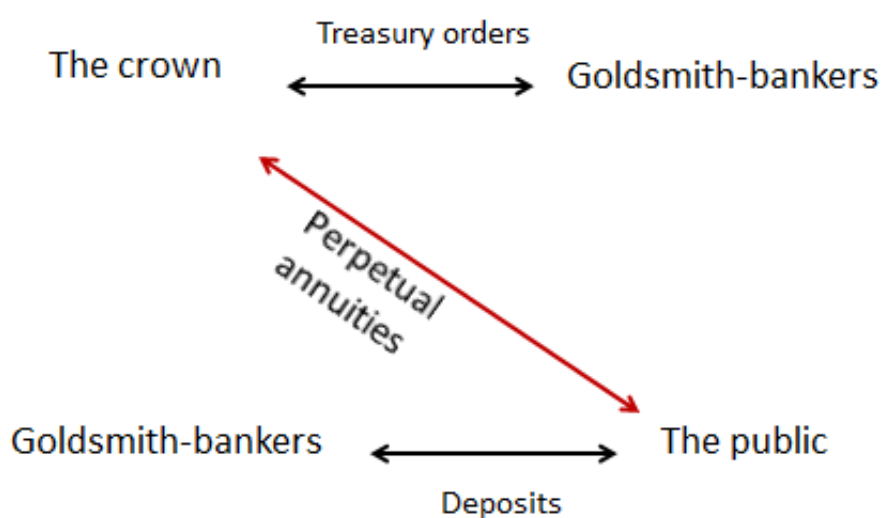 Treasury orders
The crown
Goldsmith-bankers
Perpetual
annuities
Goldsmith-bankers
The public
Deposits